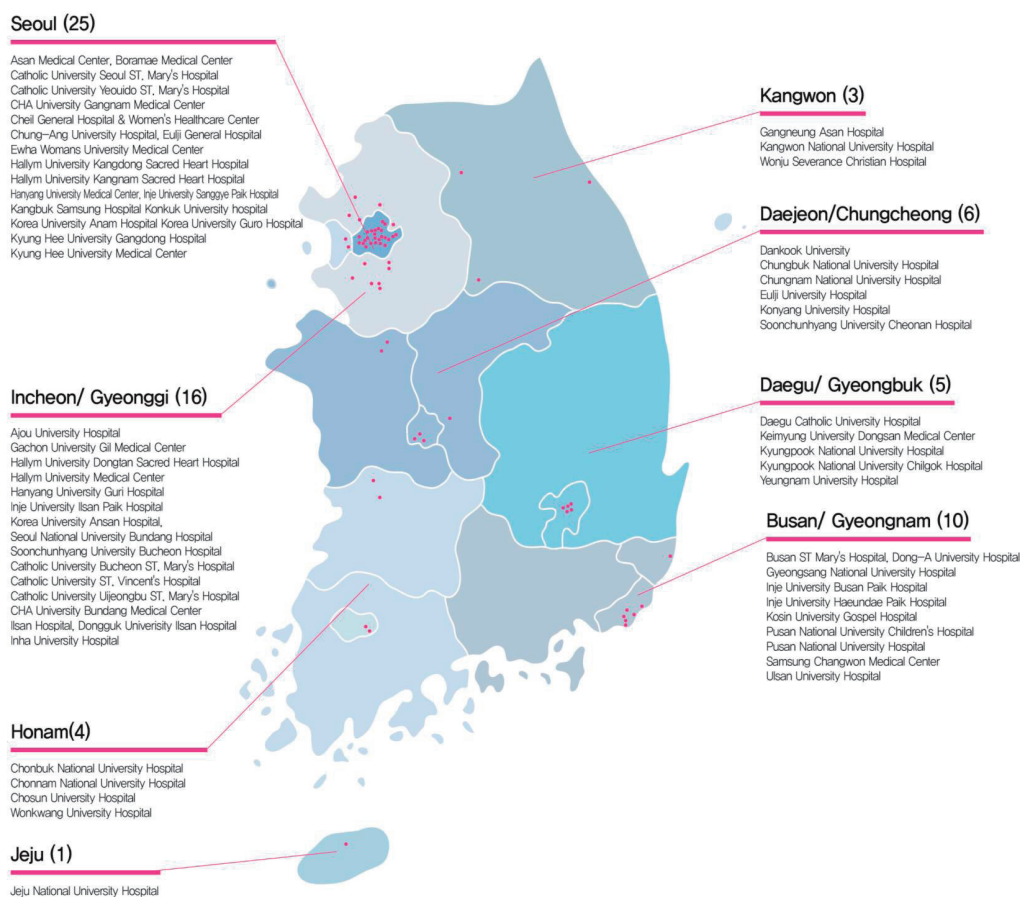 Seoul (25)
Asan Medical Center, Boramae Medical Center
Catholic University Seoul ST, Mary's Hospital
Catholic University Yeouido ST, Mary's Hospital
CHA University Gangnam Medical Center
Cheil General Hospital & Women's Healthcare Center
Chung-Ang University Hospital, Eulji General Hospital
Ewha Womans University Medical Center
Hallym University Kangdong Sacred Heart Hospital
Hallym University Kangnam Sacred Heart Hospital
Hanyang University Medical Center, Inje University Sanggye Paik Hospital
Kangbuk Samsung Hospital Konkuk University hospital
Korea University Anam Hospital Korea University Guro Hospital
Kyung Hee University Gangdong Hospital
Kyung Hee University Medical Center
Incheon/ Gyeonggi (16)
Ajou University Hospital
Gachon University Gil Medical Center
Hallym University Dongtan Sacred Heart Hospital
Hallym University Medical Center
Hanyang University Guri Hospital
Inje University Ilsan Paik Hospital
Korea University Ansan Hospital,
Seoul National University Bundang Hospital
Soonchunhyang University Bucheon Hospital
Catholic University Bucheon ST, Mary's Hospital
Catholic University ST, Vincent's Hospital
Catholic University Uijeongbu ST, Mary's Hospital
CHA University Bundang Medical Center
Ilsan Hospital, Dongguk Univerisity Ilsan Hospital
Inha University Hospital
Honam(4)
Chonbuk National University Hospital
Chonnam National University Hospital
Chosun University Hospital
Wonkwang University Hospital
Jeju (1)
Jeju National University Hospital
Kangwon (3)
Gangneung Asan Hospital
Kangwon National University Hospital
Wonju Severance Christian Hospital
Daejeon/Chungcheong (6)
Dankook University
Chungbuk National University Hospital
Chungnam National University Hospital
Eulji University Hospital
Konyang University Hospital
Soonchunhyang University Cheonan Hospital
Daegu/ Gyeongbuk (5)
Daegu Catholic University Hospital
Keimyung University Dongsan Medical Center
Kyungpook National University Hospital
Kyungpook National University Chilgok Hospital
Yeungnam University Hospital
Busan/ Gyeongnam (10)
Busan ST Mary's Hospital, Dong-A University Hospital
Gyeongsang National University Hospital
Inje University Busan Paik Hospital
Inje University Haeundae Paik Hospital
Kosin University Gospel Hospital
Pusan National University Children's Hospital
Pusan National University Hospital
Samsung Changwon Medical Center
Ulsan University Hospital